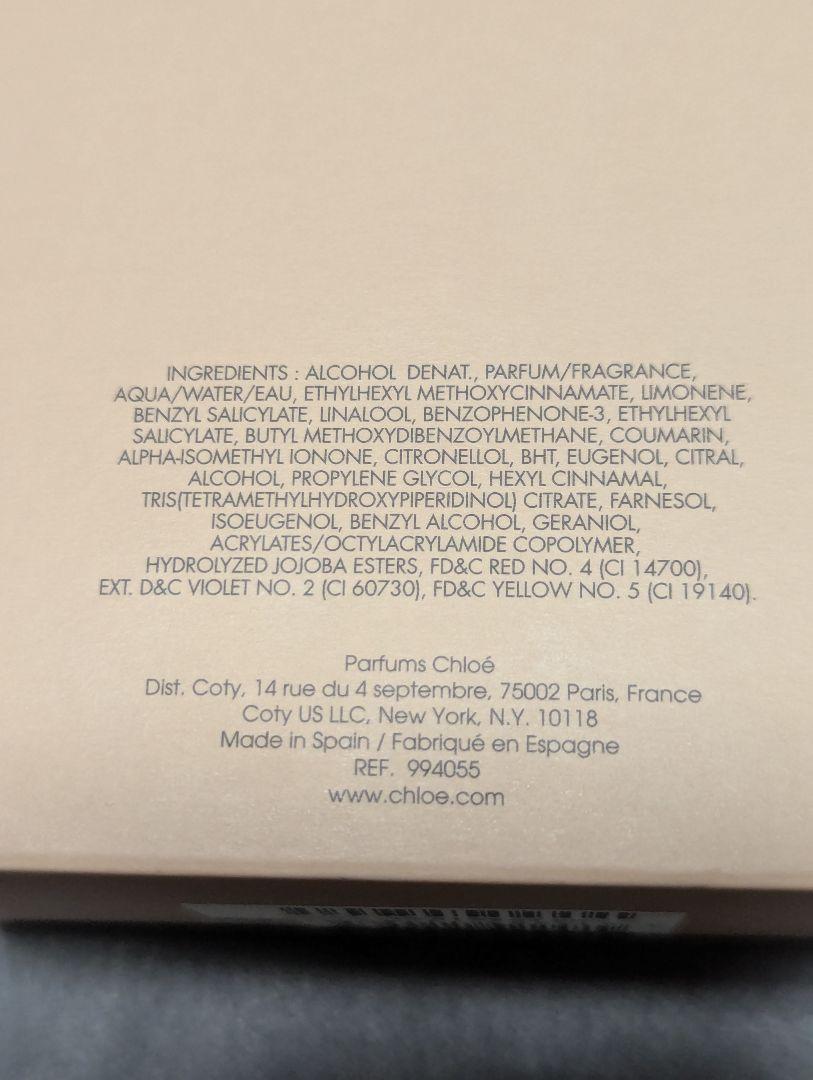 INGREDIENTS : ALCOHOL DENAT., PARFUM/FRAGRANCE,
AQUA/WATER/EAU, ETHYLHEXYL METHOXYCINNAMATE, LIMONENE,
BENZYL SALICYLATE, LINALOOL, BENZOPHENONE-3, ETHYLHEXYL
SALICYLATE, BUTYL METHOXYDIBENZOYLMETHANE, COUMARIN,
ALPHA-ISOMETHYL IONONE, CITRONELLOL, BHT, EUGENOL, CITRAL,
ALCOHOL, PROPYLENE GLYCOL, HEXYL CINNAMAL,
TRIS(TETRAMETHYLHYDROXYPIPERIDINOL) CITRATE, FARNESOL,
ISOEUGENOL, BENZYL ALCOHOL, GERANIOL,
ACRYLATES/OCTYLACRYLAMIDE COPOLYMER,
HYDROLYZED JOJOBA ESTERS, FD&C RED NO. 4 (CI 14700),
EXT. D&C VIOLET NO. 2 (CI 60730), FD&C YELLOW NO. 5 (CI 19140).
Parfums Chloé
Dist. Coty, 14 rue du 4 septembre, 75002 Paris, France
Coty US LLC, New York, N.Y. 10118
Made in Spain / Fabriqué en Espagne
REF. 994055
www.chloe.com